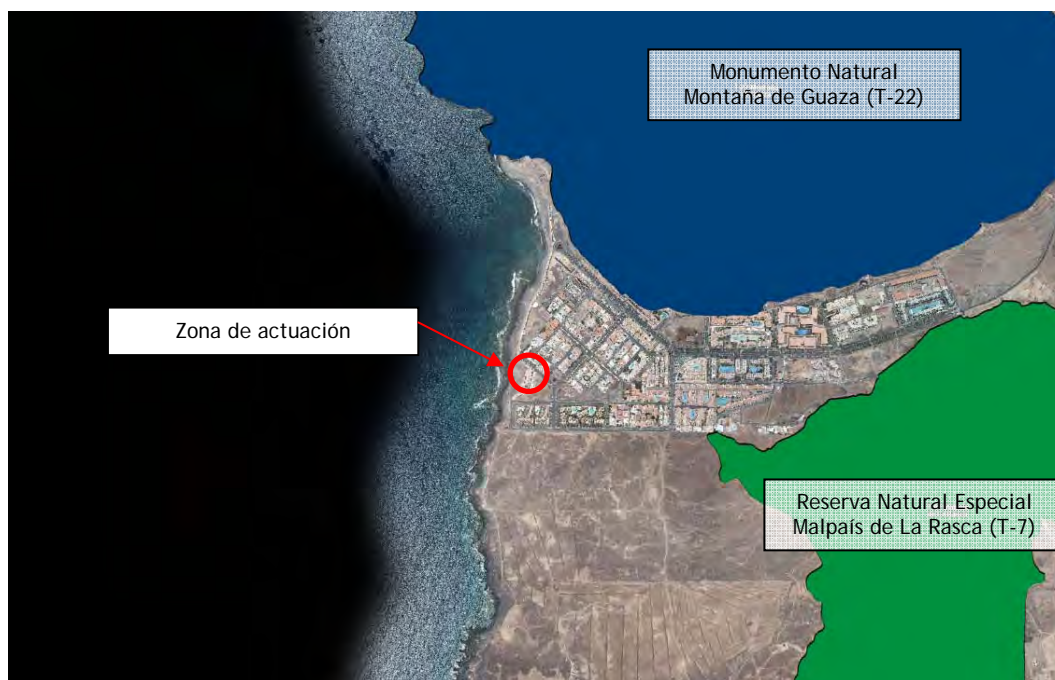 Monumento Natural
Montaña de Guaza (T-22)
Zona de actuación
Reserva Natural Especial
Malpaís de La Rasca (T-7)